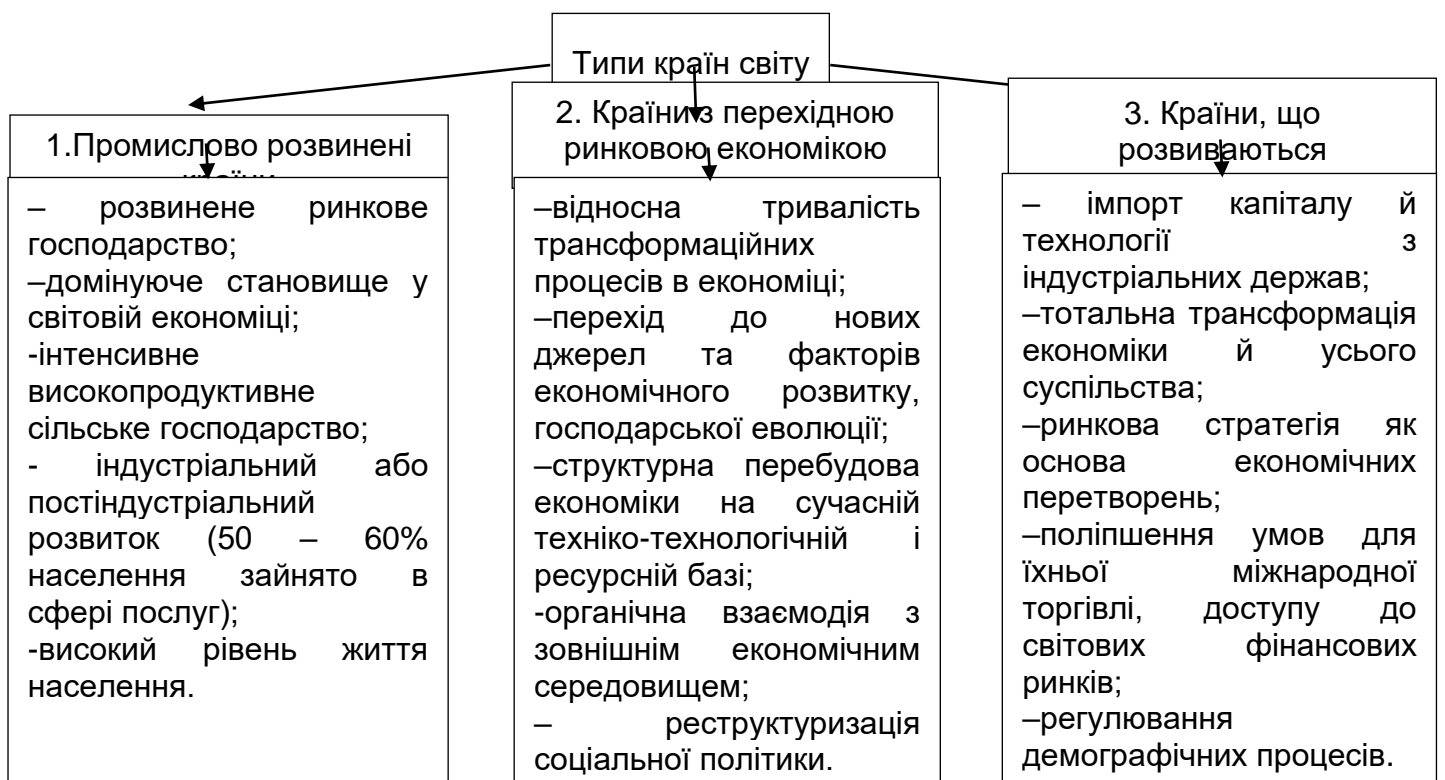 Типи країн світу
1.Промислово розвинені
країни
– розвинене ринкове
господарство;
–домінуюче становище у
світовій економіці;
-інтенсивне
високопродуктивне
сільське господарство;
- індустріальний або
постіндустріальний
розвиток (50 – 60%
населення зайнято в
сфері послуг);
-високий рівень життя
населення.
2. Країни з перехідною
ринковою економікою
–відносна тривалість
трансформаційних
процесів в економіці;
–перехід до нових
джерел та факторів
економічного розвитку,
господарської еволюції;
–структурна перебудова
економіки на сучасній
техніко-технологічній і
ресурсній базі;
-органічна взаємодія з
зовнішнім економічним
середовищем;
– реструктуризація
соціальної політики.
3. Країни, що
розвиваються
– імпорт капіталу й
технології з
індустріальних держав;
–тотальна трансформація
економіки й усього
суспільства;
–ринкова стратегія як
основа економічних
перетворень;
–поліпшення умов для
їхньої міжнародної
торгівлі, доступу до
світових фінансових
ринків;
–регулювання
демографічних процесів.